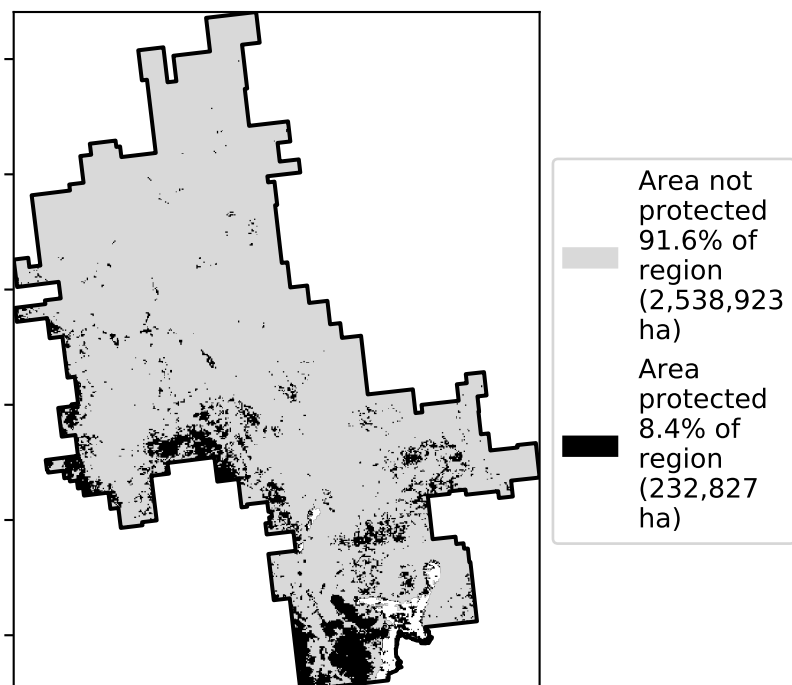 Area not
protected
91.6% of
region
(2,538,923
ha)
Area
protected
8.4% of
region
(232,827
ha)